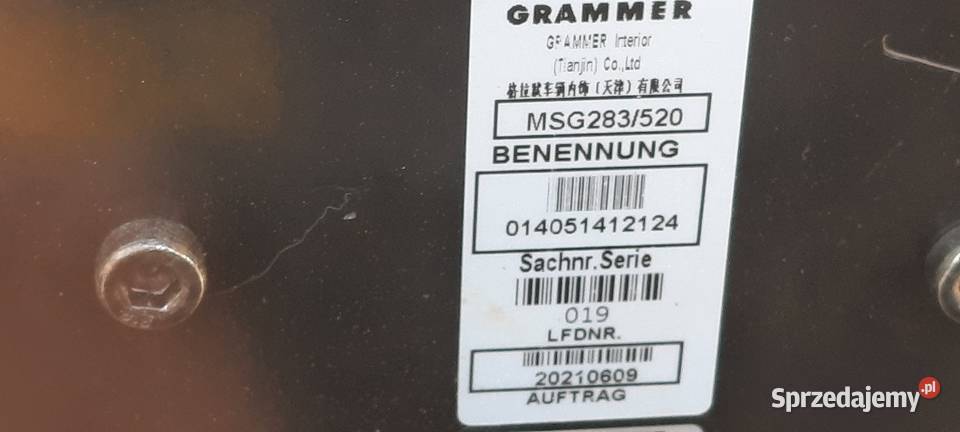 GRAMMER
GRAMMER Interior
(Tianjin) Co.,Ltd
格拉默车辆内饰（天津）有限公司
MSG283/520
BENENNUNG
014051412124
Sachnr.Serie
019
LFDNR.
20210609
AUFTRAG
Sprzedajemy.pl